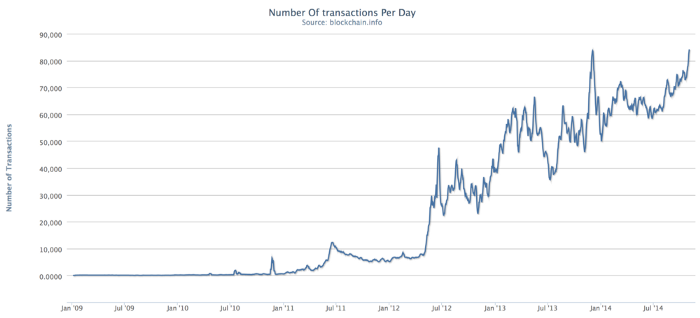 Number Of transactions Per Day
Source: blockchain.info
Number of Transactions
90,000
80,000
70,000
60,000
50,000
40,000
30,000
20,000
10,000
0.0000
Jan '09
Jul '09
Jan '10
Jul '10
Jan '11
Jul '11
Jan '12
Jul '12
Jan '13
Jul '13
Jan '14
Jul '14